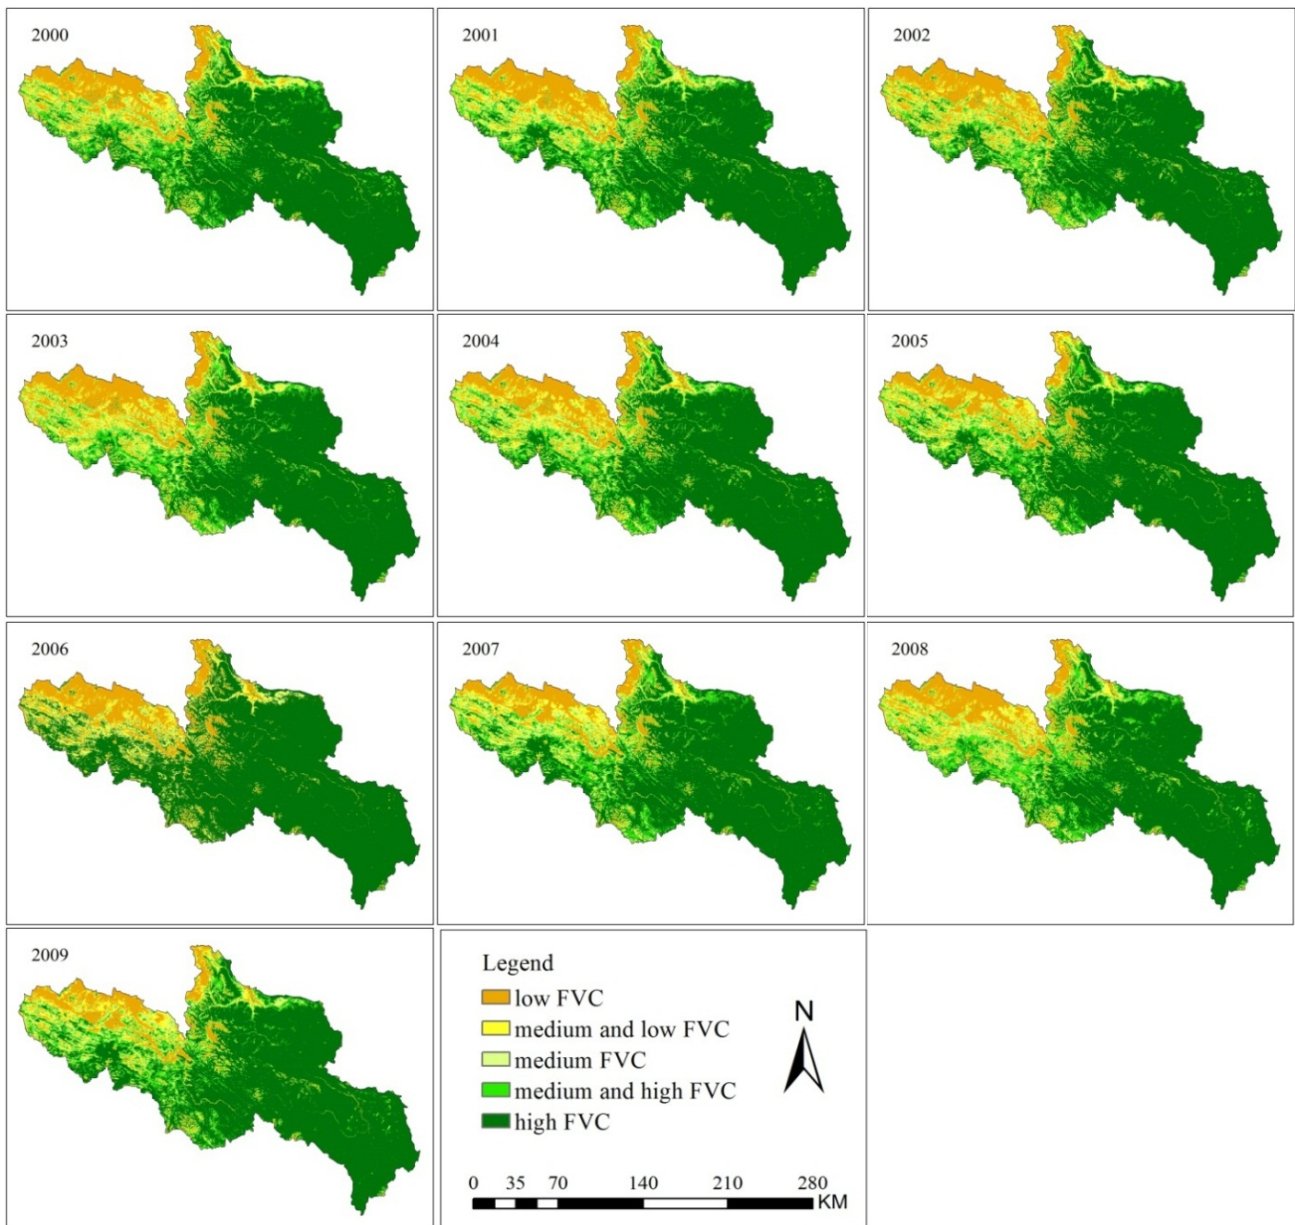 2000
2001
2002
2003
2004
2005
2006
2007
2008
2009
Legend
low FVC
medium and low FVC
medium FVC
medium and high FVC
high FVC
N
0 35 70 140 210 280
KM